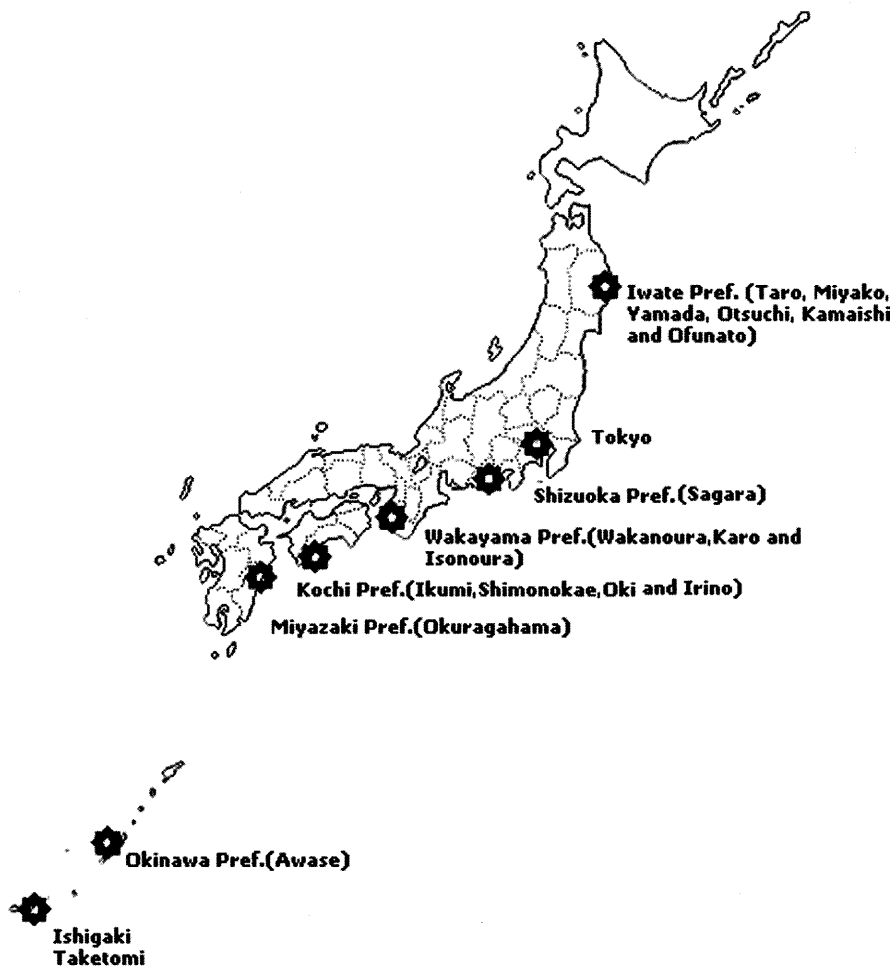 Iwate Pref. (Taro, Miyako,
Yamada, Otsuchi, Kamaishi
and Ofunato)
Tokyo
Shizuoka Pref.(Sagara)
Wakayama Pref.(Wakanoura,Karo and
Isonoura)
Kochi Pref.(Ikumi,Shimonokae,Oki and Irino)
Miyazaki Pref.(Okuragahama)
Okinawa Pref.(Awase)
Ishigaki
Taketomi